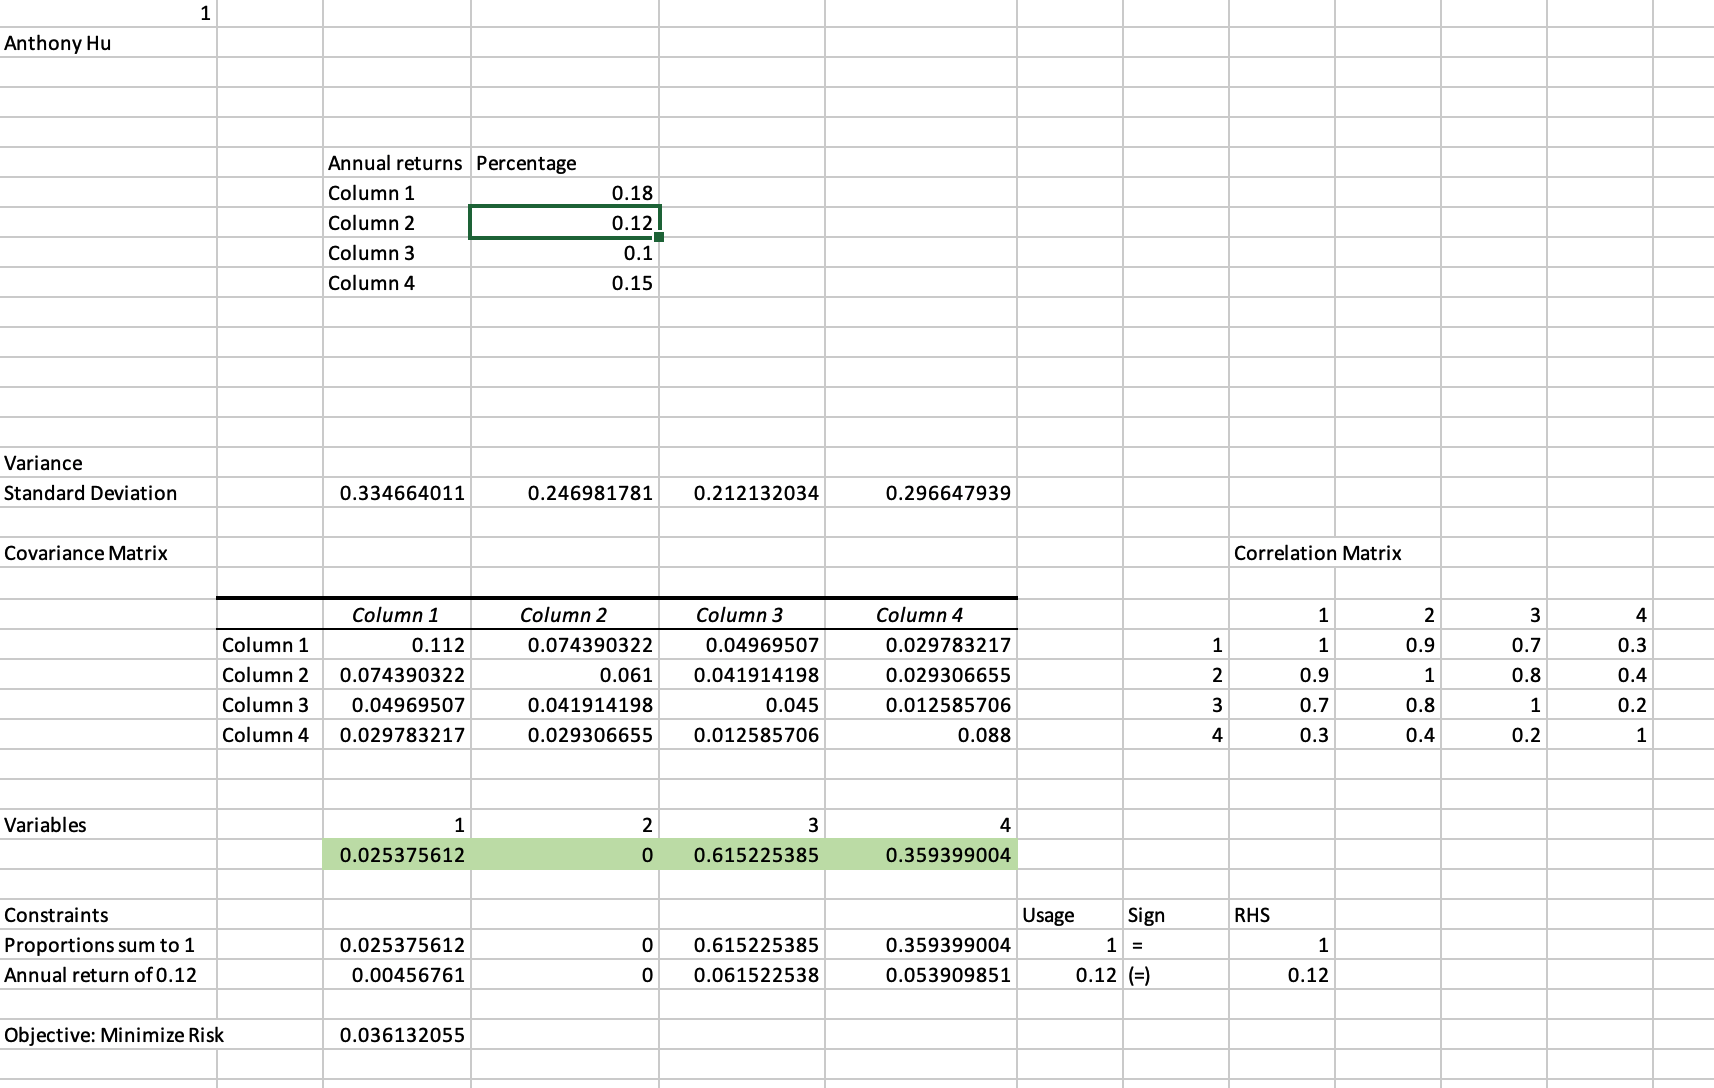 1
Anthony Hu
Annual returns Percentage
Column 1 0.18
Column 2 0.12
Column 3 0.1
Column 4 0.15
Variance
Standard Deviation 0.334664011 0.246981781 0.212132034 0.296647939
Covariance Matrix Correlation Matrix
Column 1 Column 2 Column 3 Column 4 1 2 3 4
Column 1 0.112 0.074390322 0.04969507 0.029783217 1 1 0.9 0.7 0.3
Column 2 0.074390322 0.061 0.041914198 0.029306655 2 0.9 1 0.8 0.4
Column 3 0.04969507 0.041914198 0.045 0.012585706 3 0.7 0.8 1 0.2
Column 4 0.029783217 0.029306655 0.012585706 0.088 4 0.3 0.4 0.2 1
Variables 1 2 3 4
0.025375612 0 0.615225385 0.359399004
Constraints Usage Sign RHS
Proportions sum to 1 0.025375612 0 0.615225385 0.359399004 1 = 1
Annual return of 0.12 0.00456761 0 0.061522538 0.053909851 0.12 (=) 0.12
Objective: Minimize Risk 0.036132055